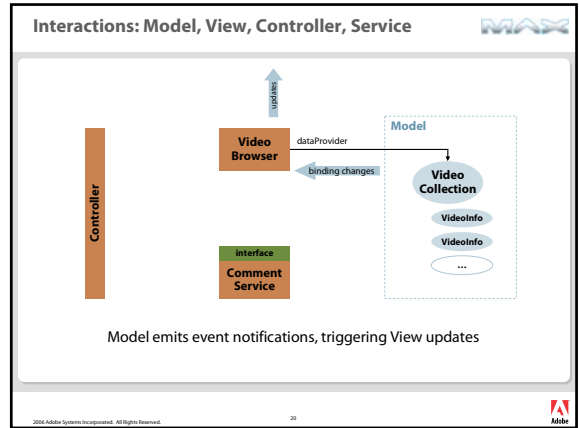 Interactions: Model, View, Controller, Service
MAX
updates
Model
Video
Browser
dataProvider
binding changes
Video
Collection
VideoInfo
VideoInfo
...
Controller
interface
Comment
Service
Model emits event notifications, triggering View updates
2006 Adobe Systems Incorporated. All Rights Reserved.
20
Adobe